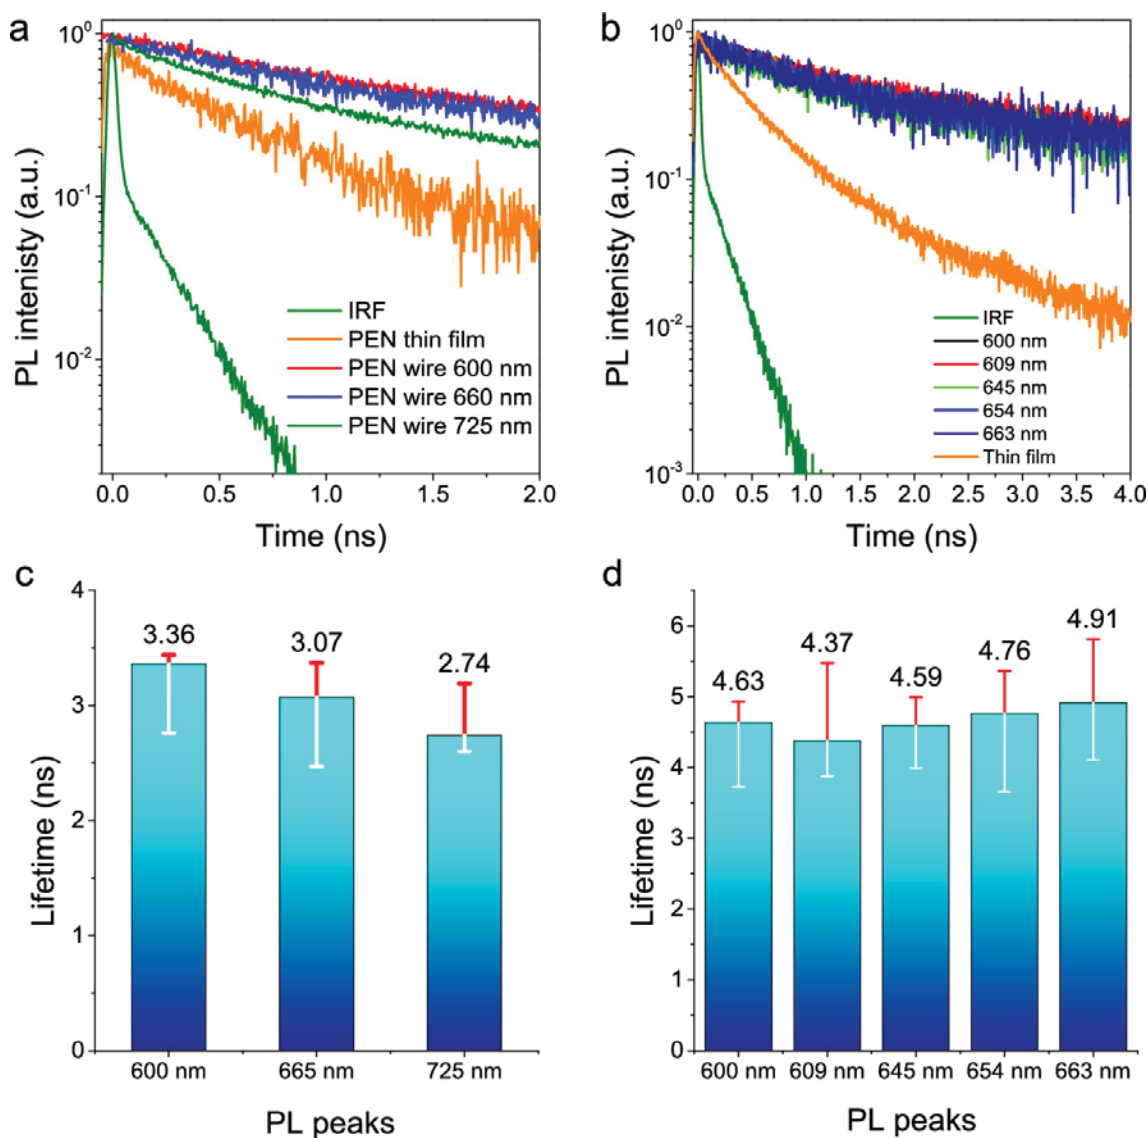 a
10⁰
10⁻¹
10⁻²
PL intenisty (a.u.)
IRF
PEN thin film
PEN wire 600 nm
PEN wire 660 nm
PEN wire 725 nm
0.0 0.5 1.0 1.5 2.0
Time (ns)
b
10⁰
10⁻¹
10⁻²
10⁻³
PL intenisty (a.u.)
IRF
600 nm
609 nm
645 nm
654 nm
663 nm
Thin film
0.0 0.5 1.0 1.5 2.0 2.5 3.0 3.5 4.0
Time (ns)
c
4
3
2
1
0
Lifetime (ns)
3.36 3.07 2.74
600 nm 665 nm 725 nm
PL peaks
d
6
5
4
3
2
1
0
Lifetime (ns)
4.63 4.37 4.59 4.76 4.91
600 nm 609 nm 645 nm 654 nm 663 nm
PL peaks